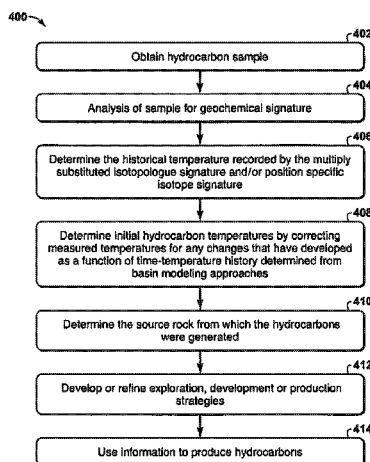 400
402
Obtain hydrocarbon sample
404
Analysis of sample for geochemical signature
406
Determine the historical temperature recorded by the multiply
substituted isotopologue signature and/or position specific
isotope signature
408
Determine initial hydrocarbon temperatures by correcting
measured temperatures for any changes that have developed
as a function of time-temperature history determined from
basin modeling approaches
410
Determine the source rock from which the hydrocarbons
were generated
412
Develop or refine exploration, development or production
strategies
414
Use information to produce hydrocarbons